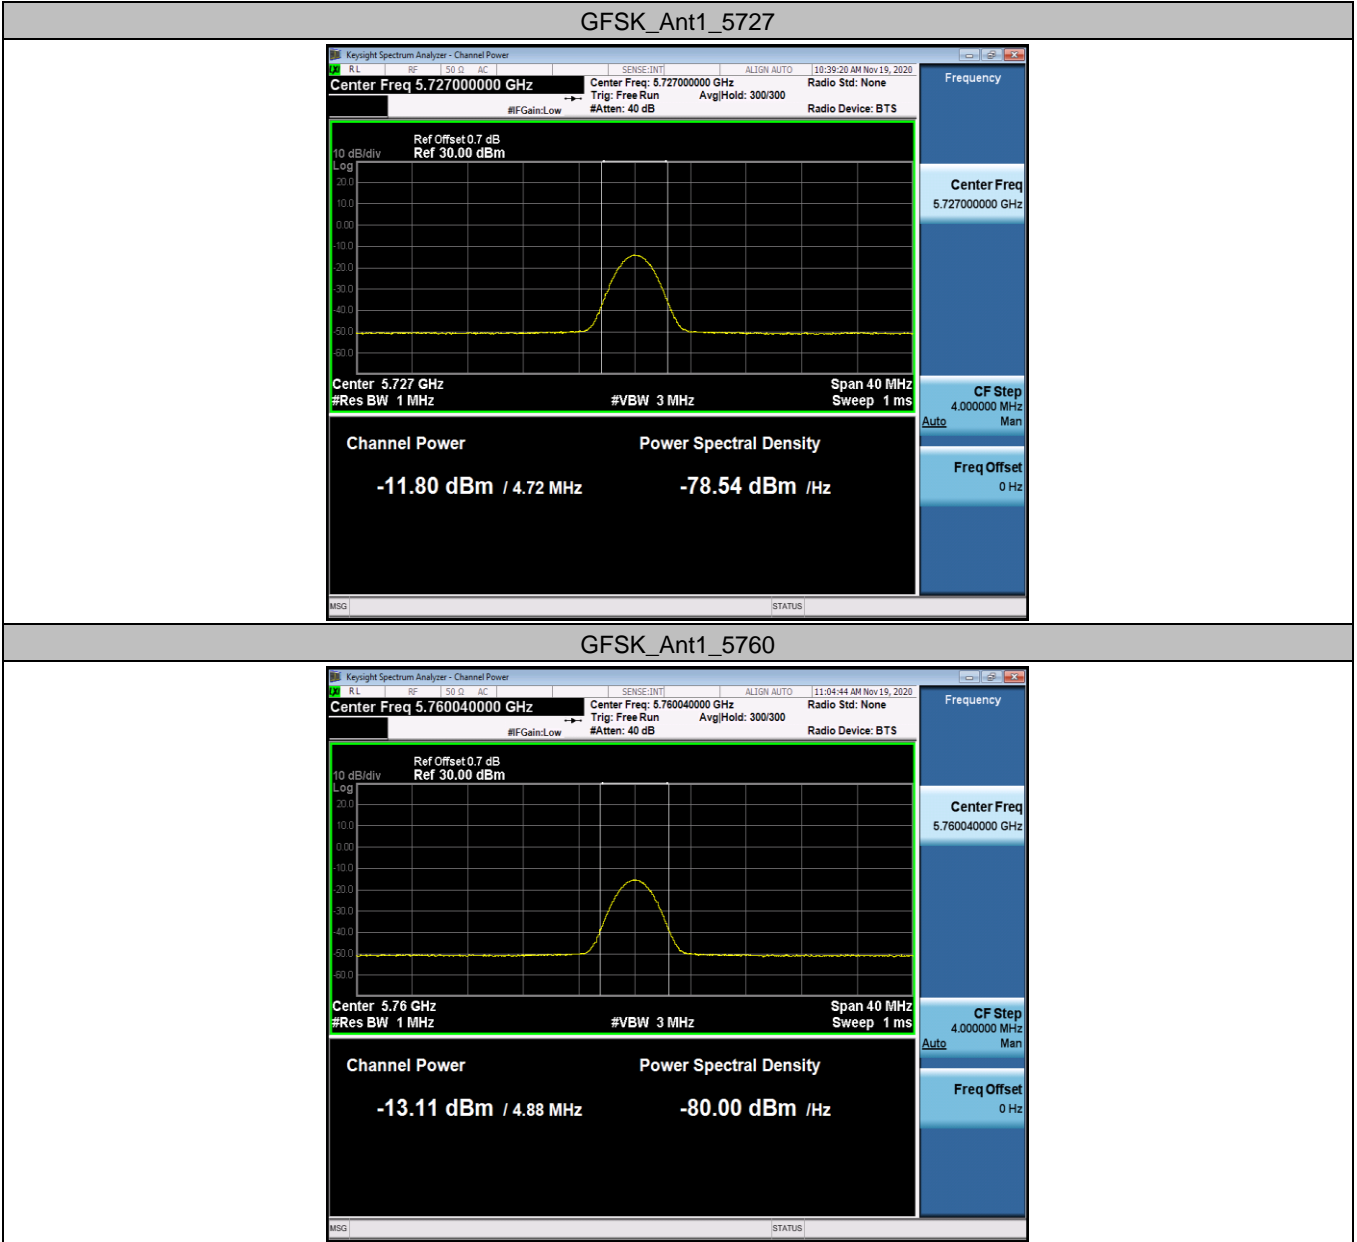 GFSK_Ant1_5727
Keysight Spectrum Analyzer - Channel Power
LXI RL RF 50 Ω AC SENSE:INT ALIGN AUTO 10:39:20 AM Nov 19, 2020
Center Freq 5.727000000 GHz Center Freq: 5.727000000 GHz Radio Std: None Frequency
Trig: Free Run Avg|Hold: 300/300
#IFGain:Low #Atten: 40 dB Radio Device: BTS
Ref Offset 0.7 dB
10 dB/div Ref 30.00 dBm
Log
20.0
10.0
0.00
-10.0
-20.0
-30.0
-40.0
-50.0
-60.0
Center 5.727 GHz Span 40 MHz
#Res BW 1 MHz #VBW 3 MHz Sweep 1 ms
Channel Power Power Spectral Density
-11.80 dBm / 4.72 MHz -78.54 dBm /Hz
Center Freq
5.727000000 GHz
CF Step
4.000000 MHz
Auto Man
Freq Offset
0 Hz
MSG STATUS
GFSK_Ant1_5760
Keysight Spectrum Analyzer - Channel Power
LXI RL RF 50 Ω AC SENSE:INT ALIGN AUTO 11:04:44 AM Nov 19, 2020
Center Freq 5.760040000 GHz Center Freq: 5.760040000 GHz Radio Std: None Frequency
Trig: Free Run Avg|Hold: 300/300
#IFGain:Low #Atten: 40 dB Radio Device: BTS
Ref Offset 0.7 dB
10 dB/div Ref 30.00 dBm
Log
20.0
10.0
0.00
-10.0
-20.0
-30.0
-40.0
-50.0
-60.0
Center 5.76 GHz Span 40 MHz
#Res BW 1 MHz #VBW 3 MHz Sweep 1 ms
Channel Power Power Spectral Density
-13.11 dBm / 4.88 MHz -80.00 dBm /Hz
Center Freq
5.760040000 GHz
CF Step
4.000000 MHz
Auto Man
Freq Offset
0 Hz
MSG STATUS